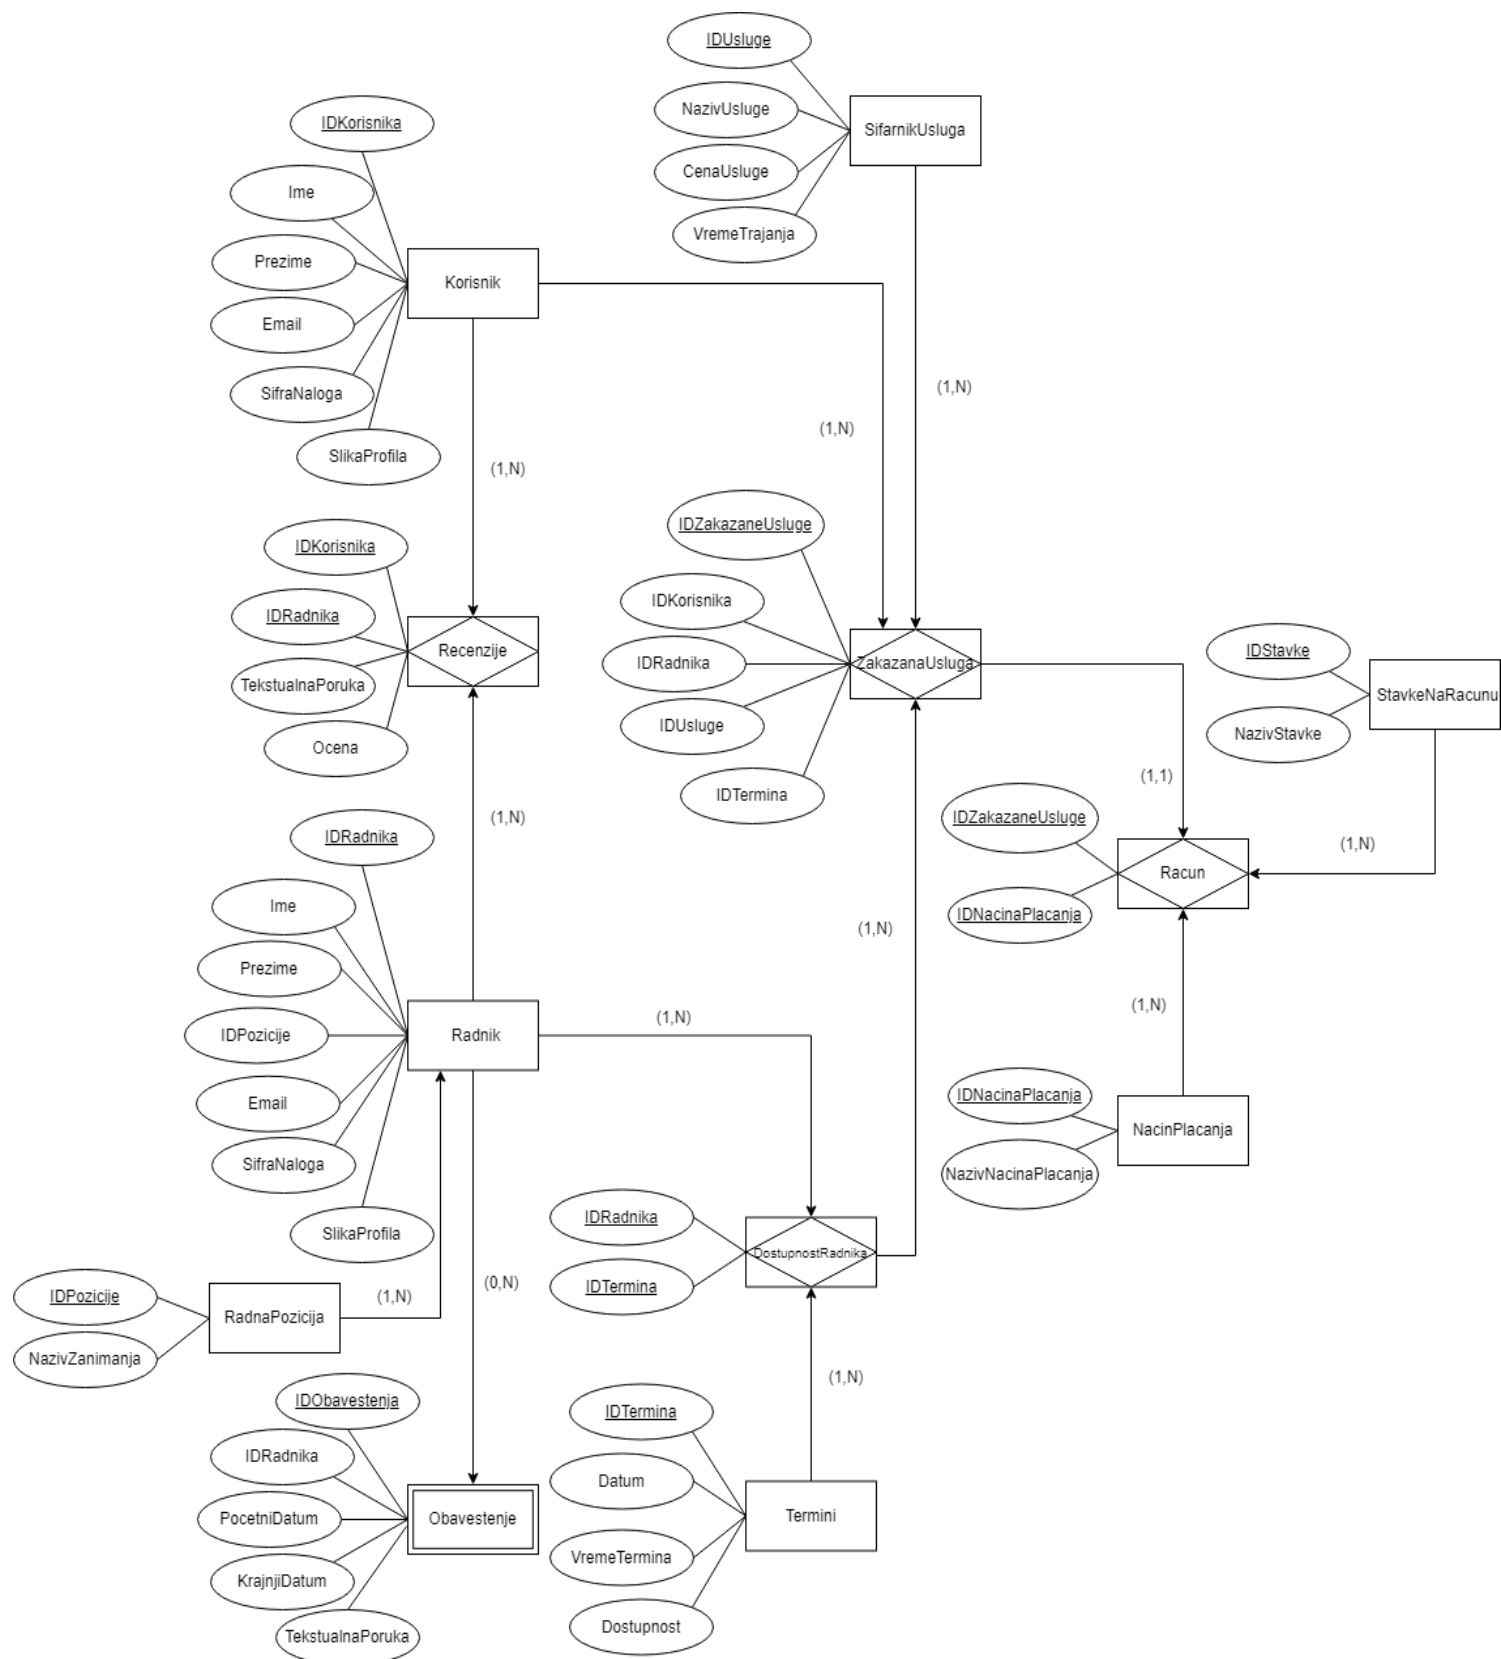 IDUsluge
NazivUsluge
CenaUsluge
VremeTrajanja
SifarnikUsluga
IDKorisnika
Ime
Prezime
Email
SifraNaloga
SlikaProfila
Korisnik
(1,N)
(1,N)
(1,N)
IDKorisnika
IDRadnika
TekstualnaPoruka
Ocena
Recenzije
IDZakazaneUsluge
IDKorisnika
IDRadnika
IDUsluge
IDTermina
ZakazanaUsluga
IDStavke
NazivStavke
StavkeNaRacunu
(1,1)
(1,N)
IDZakazaneUsluge
IDNacinaPlacanja
Racun
(1,N)
(1,N)
(1,N)
IDRadnika
Ime
Prezime
IDPozicije
Email
SifraNaloga
SlikaProfila
Radnik
(1,N)
IDNacinaPlacanja
NazivNacinaPlacanja
NacinPlacanja
IDRadnika
IDTermina
DostupnostRadnika
IDPozicije
NazivZanimanja
RadnaPozicija
(1,N)
(0,N)
(1,N)
IDObavestenja
IDRadnika
PocetniDatum
KrajnjiDatum
TekstualnaPoruka
Obavestenje
IDTermina
Datum
VremeTermina
Dostupnost
Termini